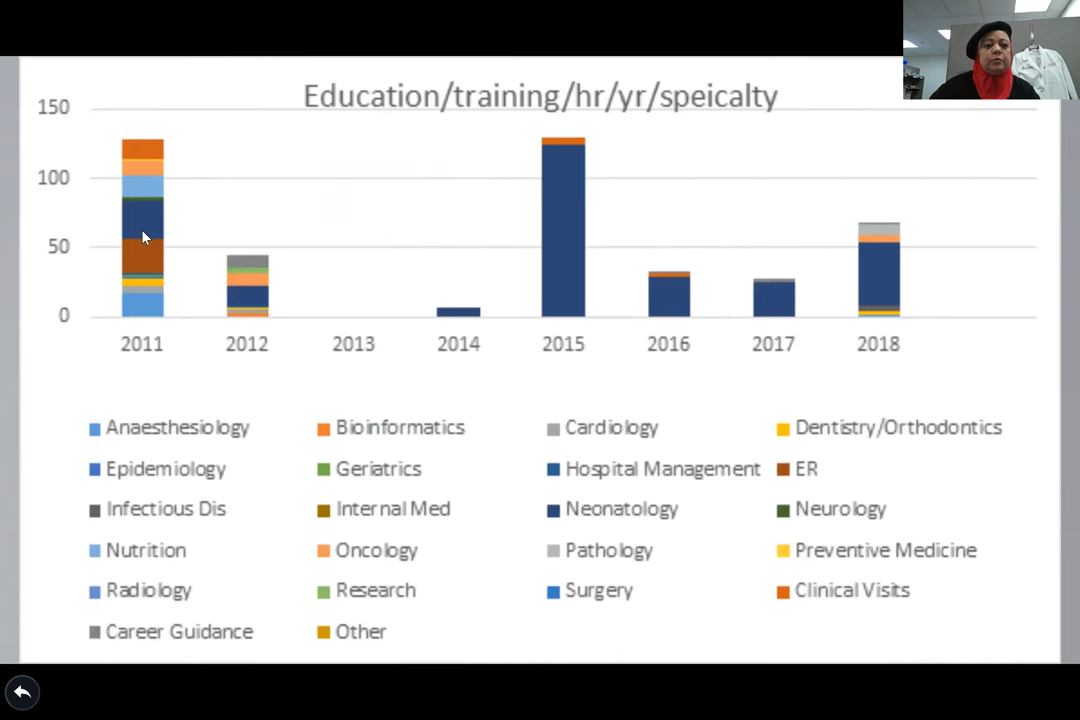 Education/training/hr/yr/speicalty
150
100
50
0
2011 2012 2013 2014 2015 2016 2017 2018
Anaesthesiology Bioinformatics Cardiology Dentistry/Orthodontics
Epidemiology Geriatrics Hospital Management ER
Infectious Dis Internal Med Neonatology Neurology
Nutrition Oncology Pathology Preventive Medicine
Radiology Research Surgery Clinical Visits
Career Guidance Other